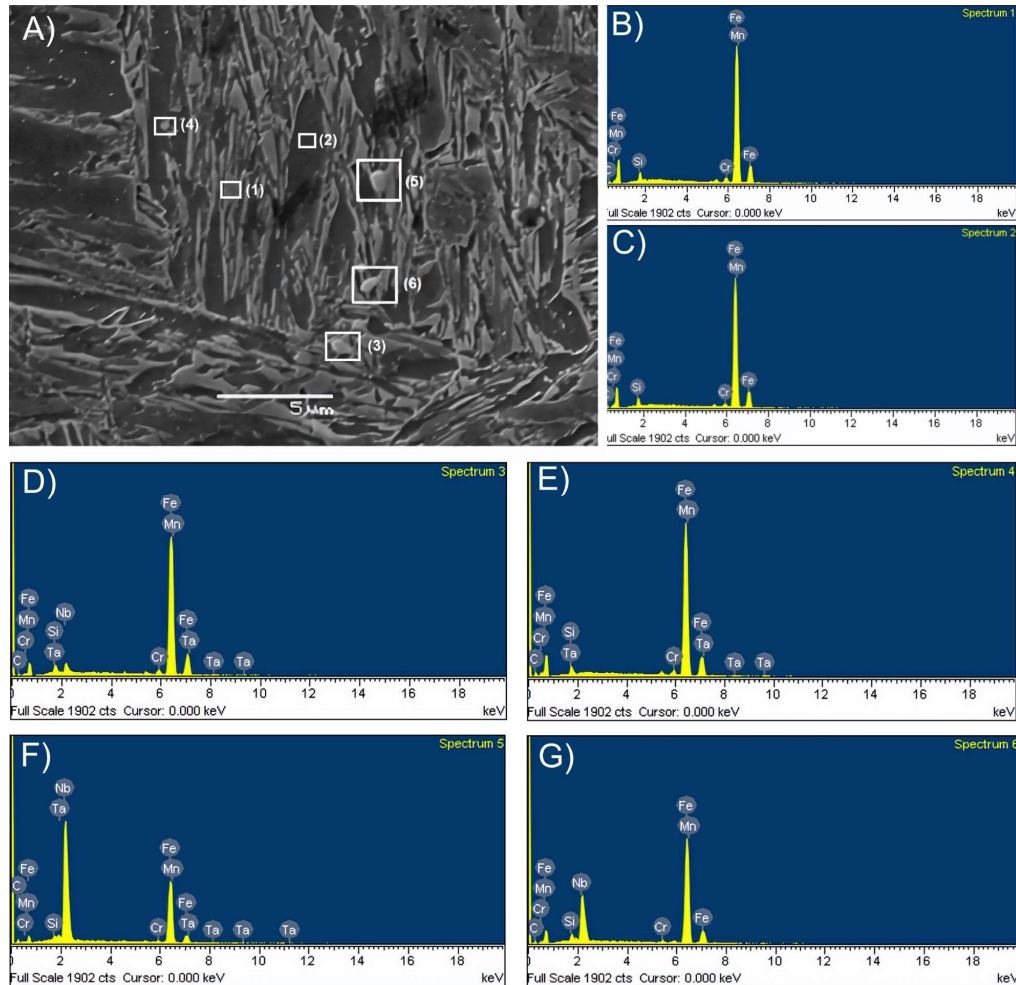 A)
(4)
(2)
(5)
(1)
(6)
(3)
5 µm
B)
Spectrum 1
Fe
Mn
Fe
Mn
Cr
C
Si
Cr
Fe
0 2 4 6 8 10 12 14 16 18
Full Scale 1902 cts Cursor: 0.000 keV
keV
C)
Spectrum 2
Fe
Mn
Fe
Mn
Cr
Si
Cr
Fe
2 4 6 8 10 12 14 16 18
Full Scale 1902 cts Cursor: 0.000 keV
keV
D)
Spectrum 3
Fe
Mn
Fe
Mn
Cr
C
Nb
Si
Ta
Cr
Fe
Ta
Ta
Ta
0 2 4 6 8 10 12 14 16 18
Full Scale 1902 cts Cursor: 0.000 keV
keV
E)
Spectrum 4
Fe
Mn
Fe
Mn
Cr
C
Si
Ta
Cr
Fe
Ta
Ta
Ta
0 2 4 6 8 10 12 14 16 18
Full Scale 1902 cts Cursor: 0.000 keV
keV
F)
Spectrum 5
Nb
Ta
Fe
C
Mn
Cr
Si
Fe
Mn
Cr
Fe
Ta
Ta
Ta
Ta
0 2 4 6 8 10 12 14 16 18
Full Scale 1902 cts Cursor: 0.000 keV
keV
G)
Spectrum 6
Fe
Mn
Fe
Mn
Cr
C
Si
Nb
Cr
Fe
0 2 4 6 8 10 12 14 16 18
Full Scale 1902 cts Cursor: 0.000 keV
keV